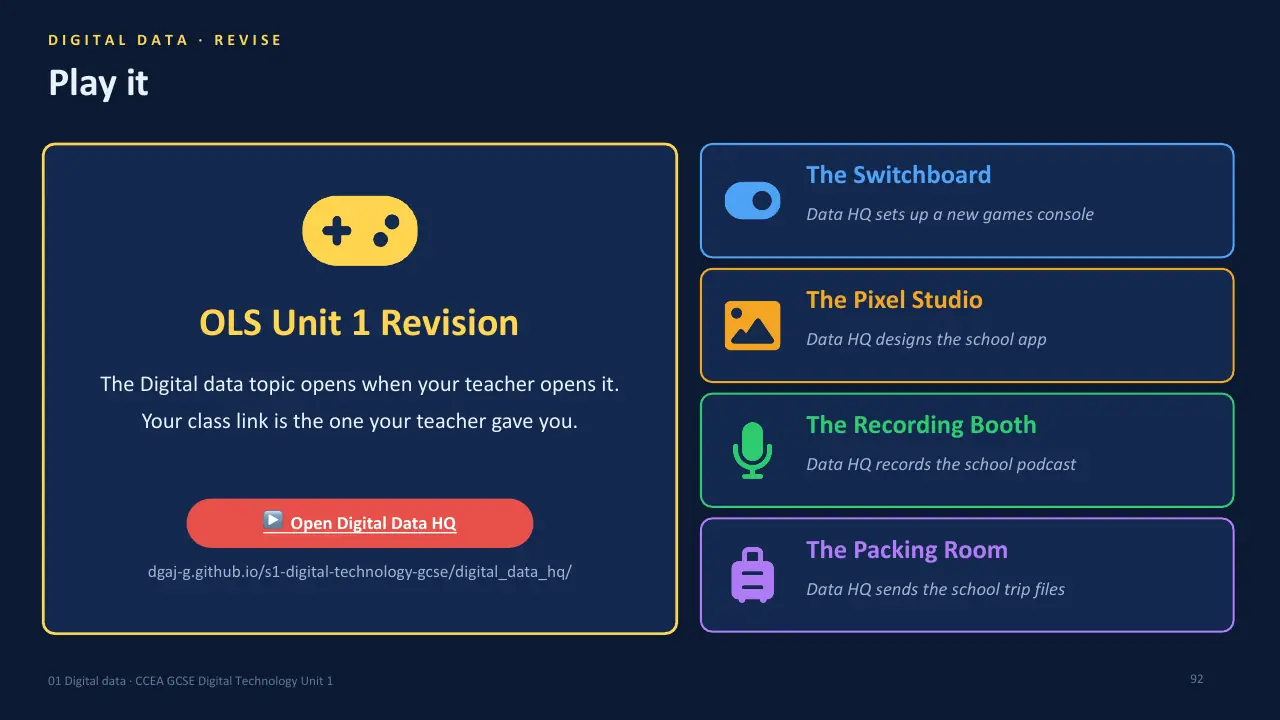 DIGITAL DATA · REVISE
Play it
OLS Unit 1 Revision
The Digital data topic opens when your teacher opens it.
Your class link is the one your teacher gave you.
Open Digital Data HQ
dgaj-g.github.io/s1-digital-technology-gcse/digital_data_hq/
The Switchboard
Data HQ sets up a new games console
The Pixel Studio
Data HQ designs the school app
The Recording Booth
Data HQ records the school podcast
The Packing Room
Data HQ sends the school trip files
01 Digital data · CCEA GCSE Digital Technology Unit 1
92